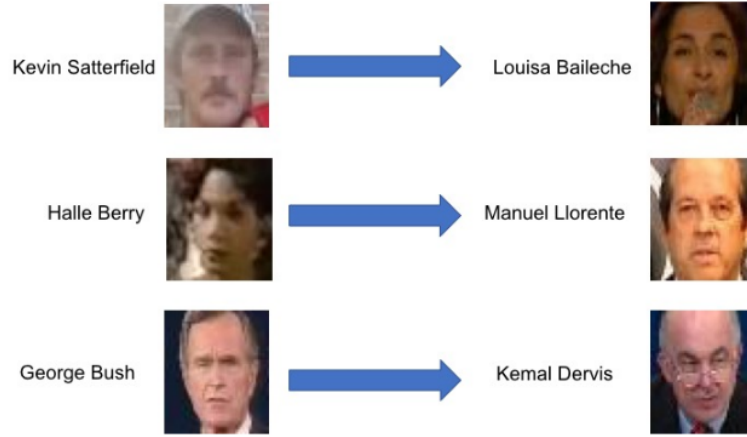 Kevin Satterfield
Louisa Baileche
Halle Berry
Manuel Llorente
George Bush
Kemal Dervis